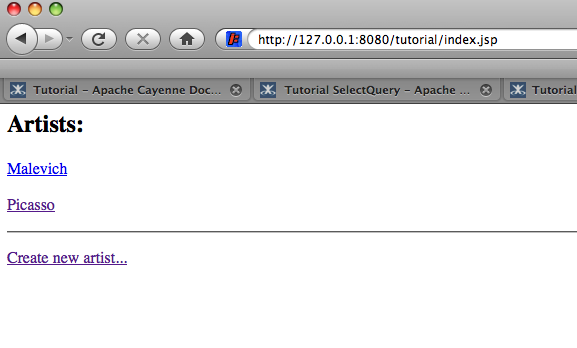 http://127.0.0.1:8080/tutorial/index.jsp
Tutorial – Apache Cayenne Doc... Tutorial SelectQuery – Apache ... Tutorial
Artists:
Malevich
Picasso
Create new artist...